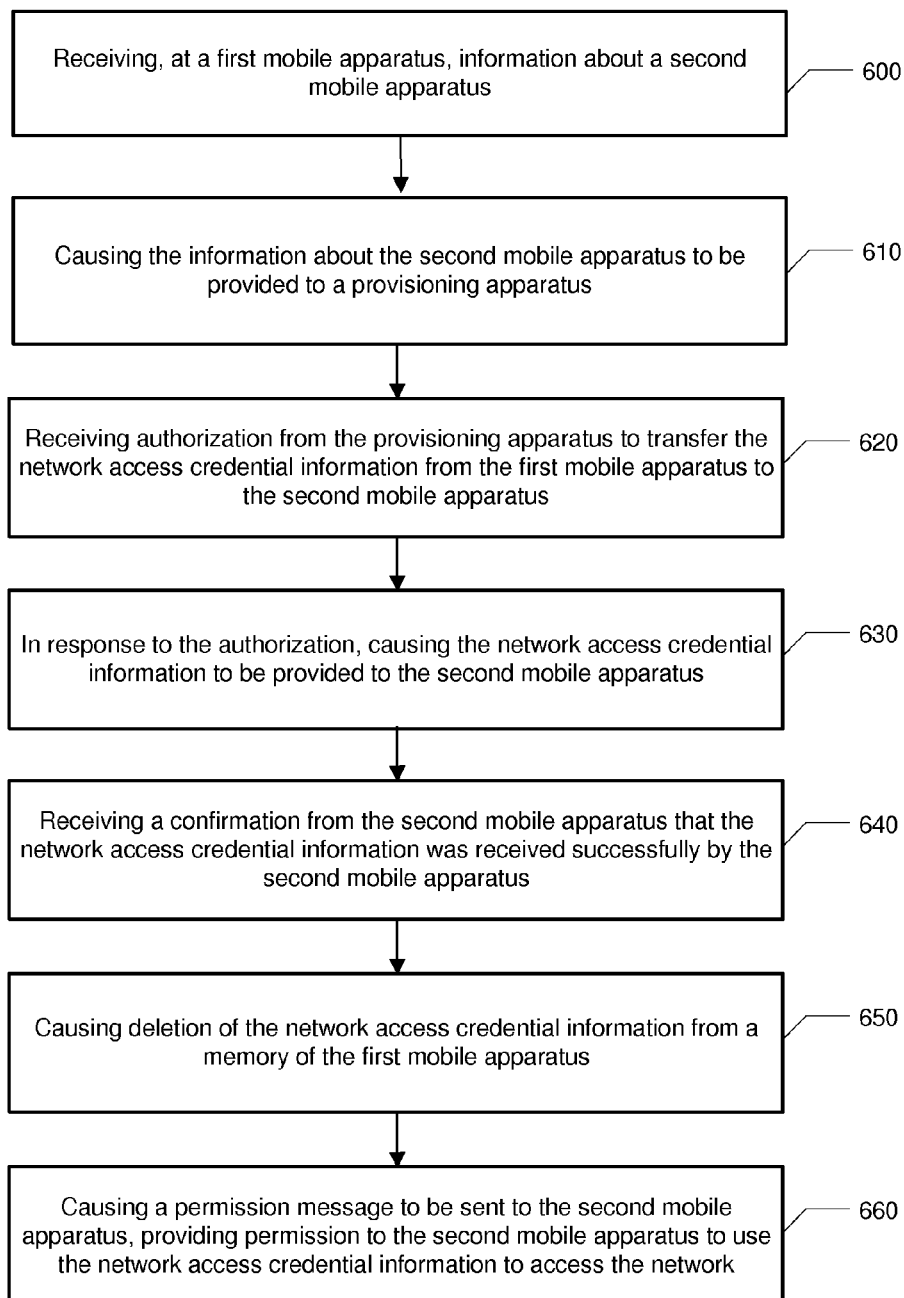 Receiving, at a first mobile apparatus, information about a second
mobile apparatus
600
Causing the information about the second mobile apparatus to be
provided to a provisioning apparatus
610
Receiving authorization from the provisioning apparatus to transfer the
network access credential information from the first mobile apparatus to
the second mobile apparatus
620
In response to the authorization, causing the network access credential
information to be provided to the second mobile apparatus
630
Receiving a confirmation from the second mobile apparatus that the
network access credential information was received successfully by the
second mobile apparatus
640
Causing deletion of the network access credential information from a
memory of the first mobile apparatus
650
Causing a permission message to be sent to the second mobile
apparatus, providing permission to the second mobile apparatus to use
the network access credential information to access the network
660